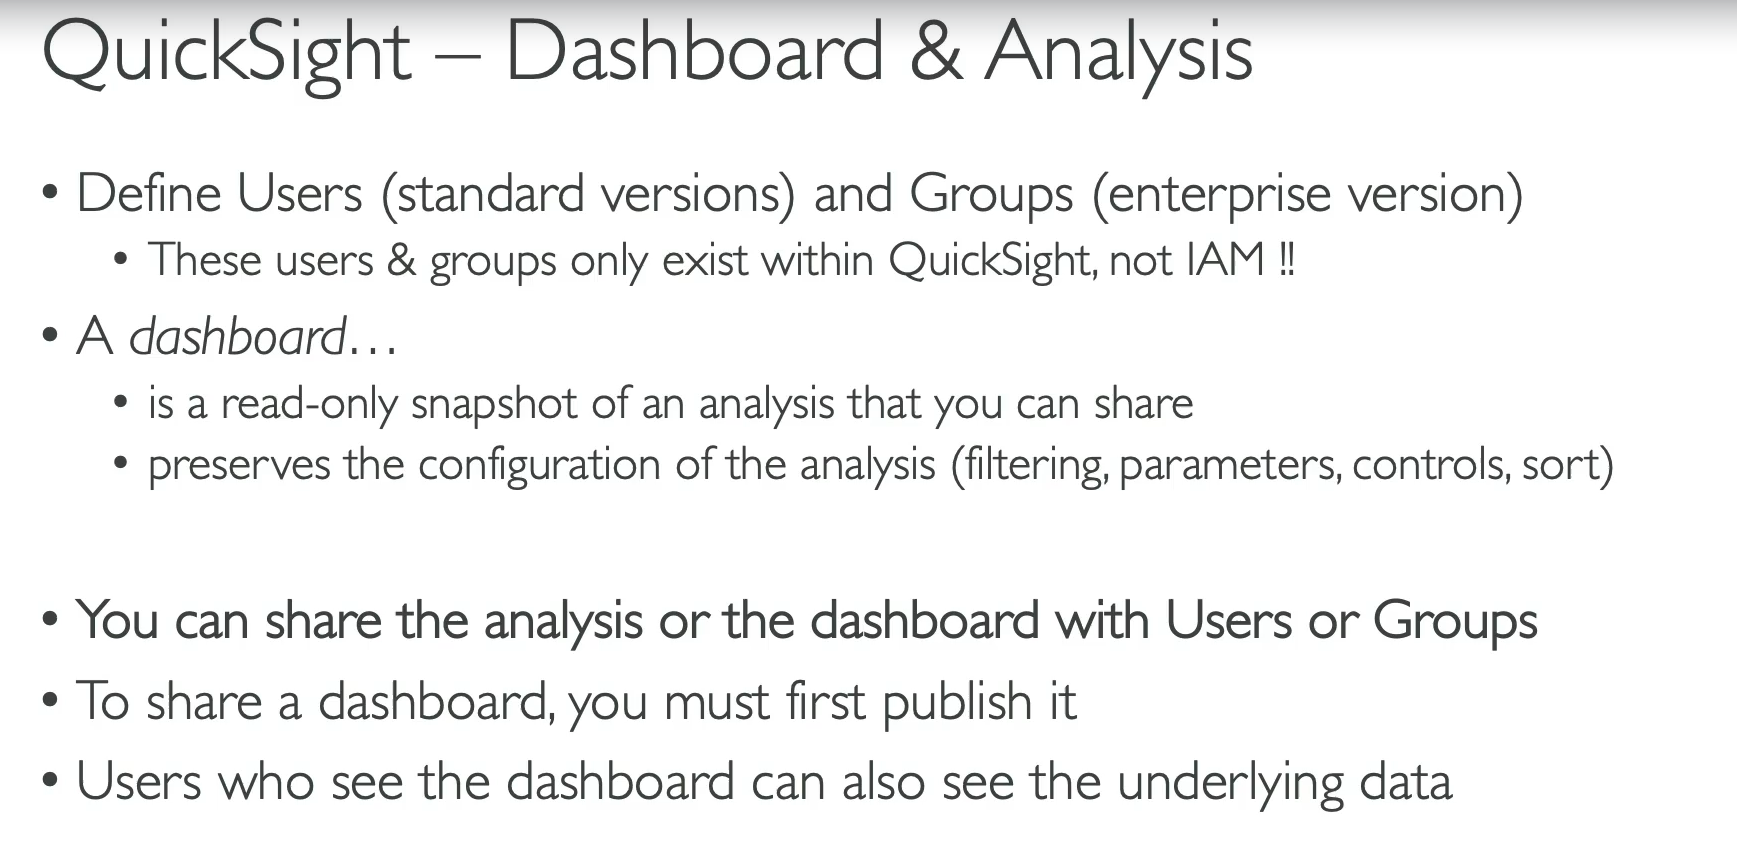 QuickSight – Dashboard & Analysis
• Define Users (standard versions) and Groups (enterprise version)
• These users & groups only exist within QuickSight, not IAM !!
• A dashboard…
• is a read-only snapshot of an analysis that you can share
• preserves the configuration of the analysis (filtering, parameters, controls, sort)
• You can share the analysis or the dashboard with Users or Groups
• To share a dashboard, you must first publish it
• Users who see the dashboard can also see the underlying data